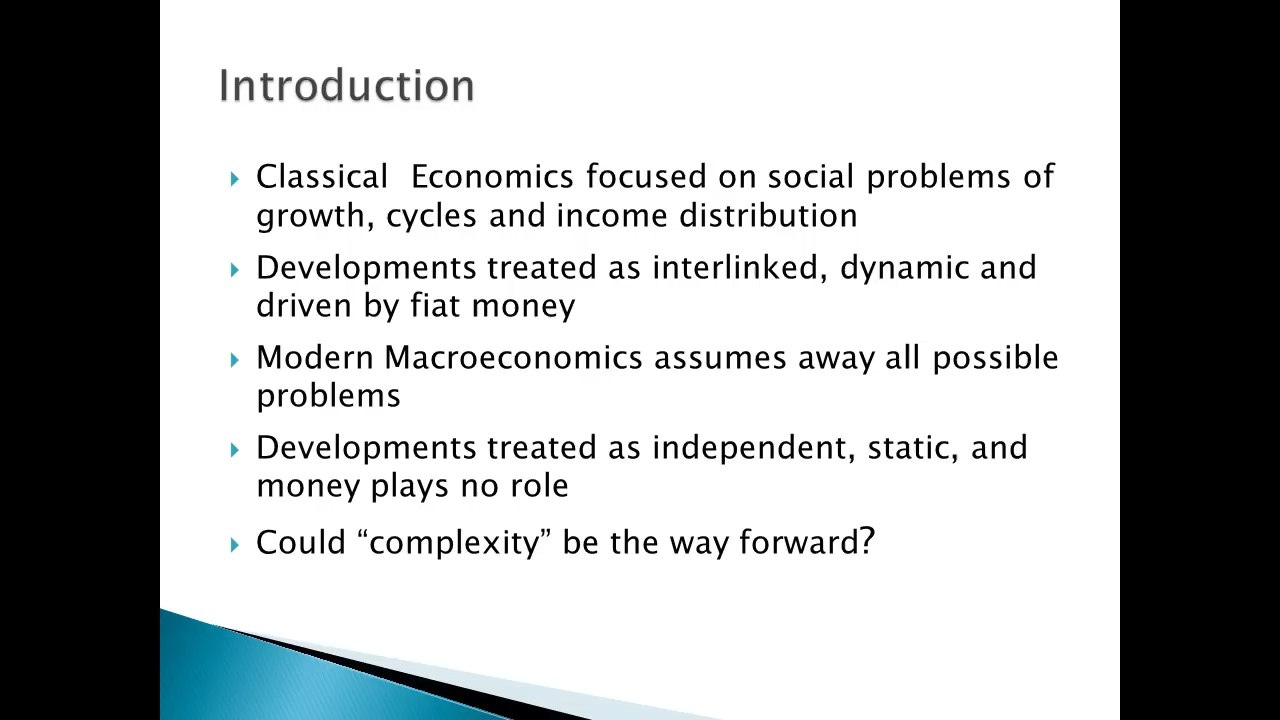 Introduction
Classical  Economics focused on social problems of
growth, cycles and income distribution
Developments treated as interlinked, dynamic and
driven by fiat money
Modern Macroeconomics assumes away all possible
problems
Developments treated as independent, static, and
money plays no role
Could “complexity” be the way forward?